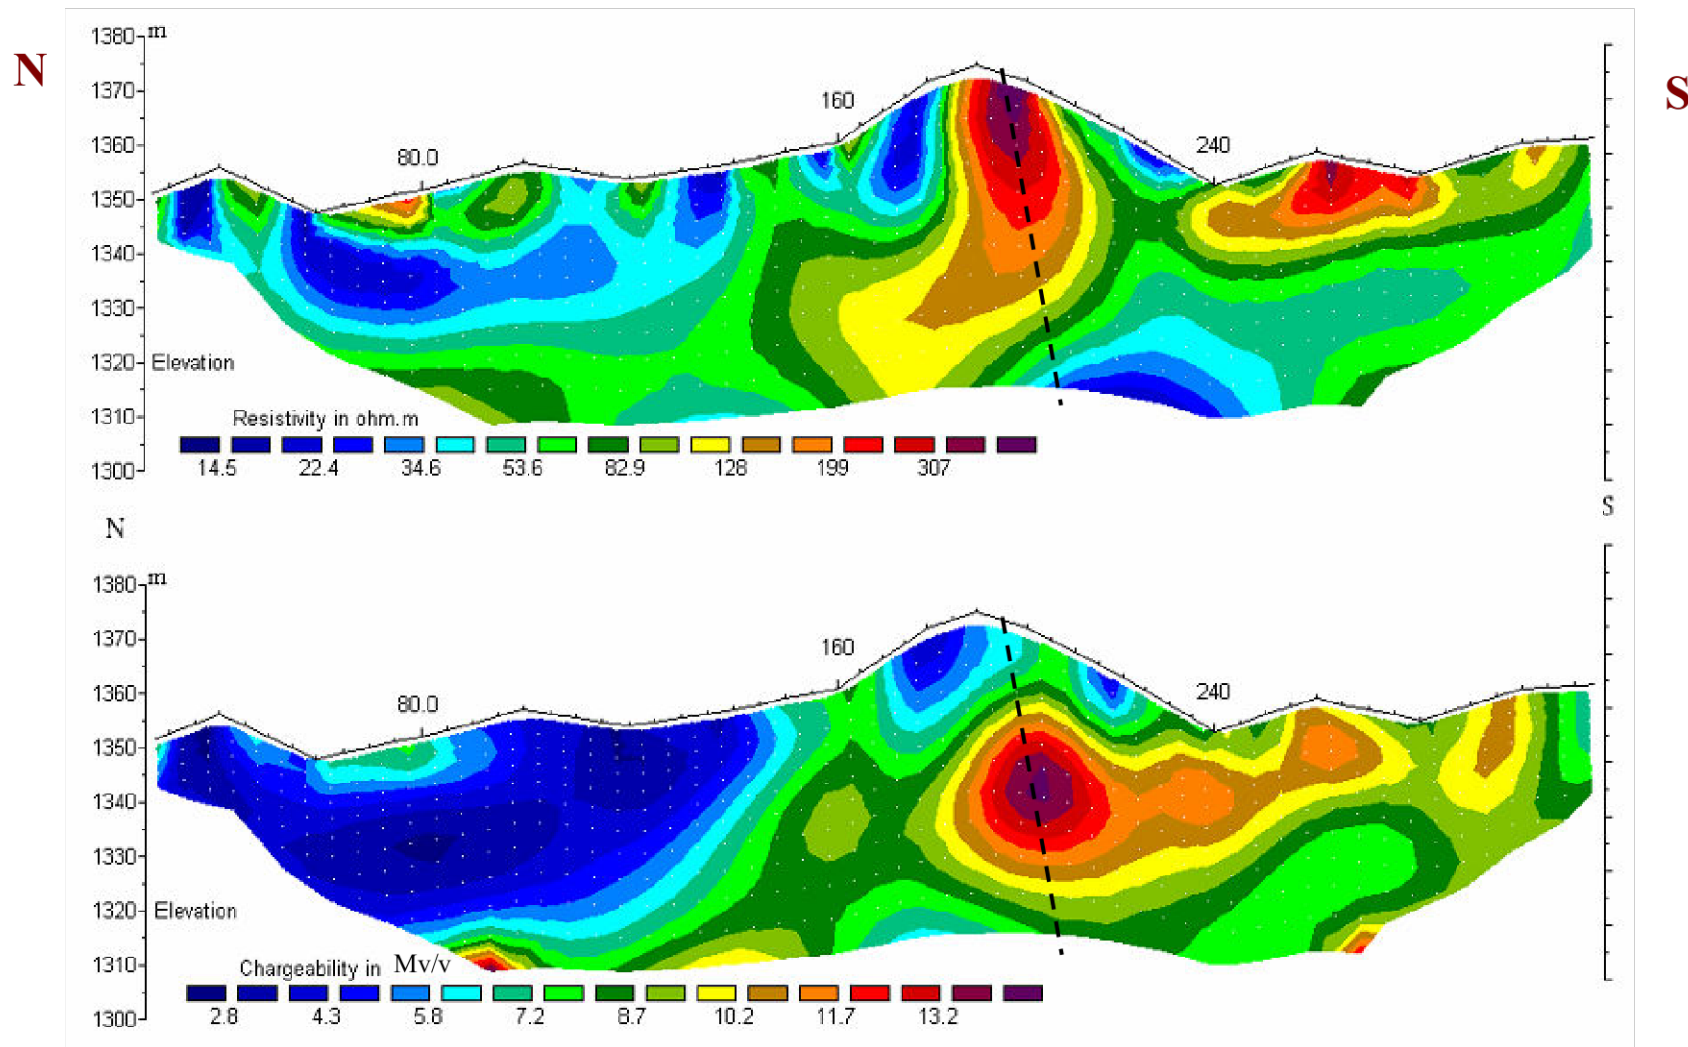 1380 m
N
S
1370
160
1360
80.0
240
1350
1340
1330
1320 Elevation
1310
Resistivity in ohm.m
14.5 22.4 34.6 53.6 82.9 128 199 307
1300
N
S
1380 m
1370
160
1360
80.0
240
1350
1340
1330
1320 Elevation
1310
Chargeability in Mv/v
2.8 4.3 5.8 7.2 8.7 10.2 11.7 13.2
1300